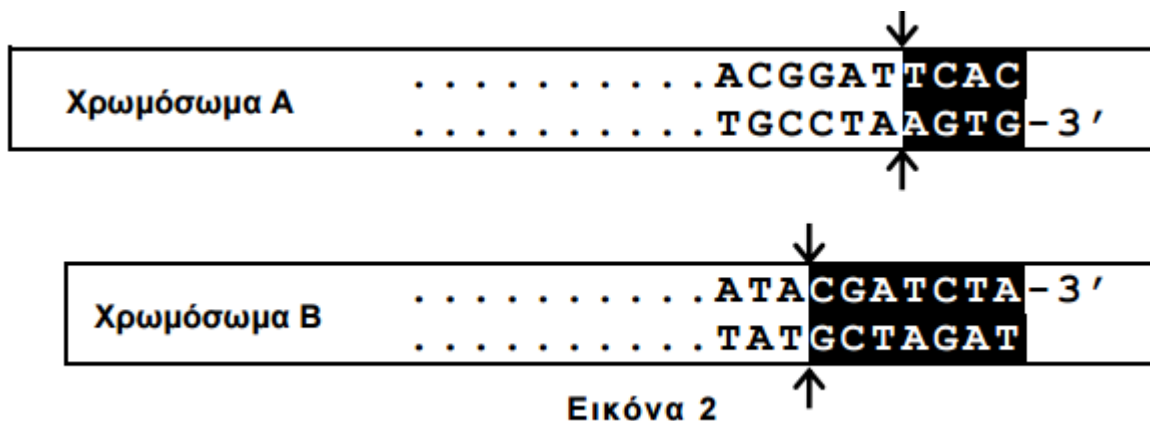 . . . . . . . . . . ACGGATTCAC
Χρωμόσωμα Α
. . . . . . . . . . TGCCTAAGTG-3′
. . . . . . . . . . ATACGATCTA-3′
Χρωμόσωμα Β
. . . . . . . . . . TATGCTAGAT
Εικόνα 2